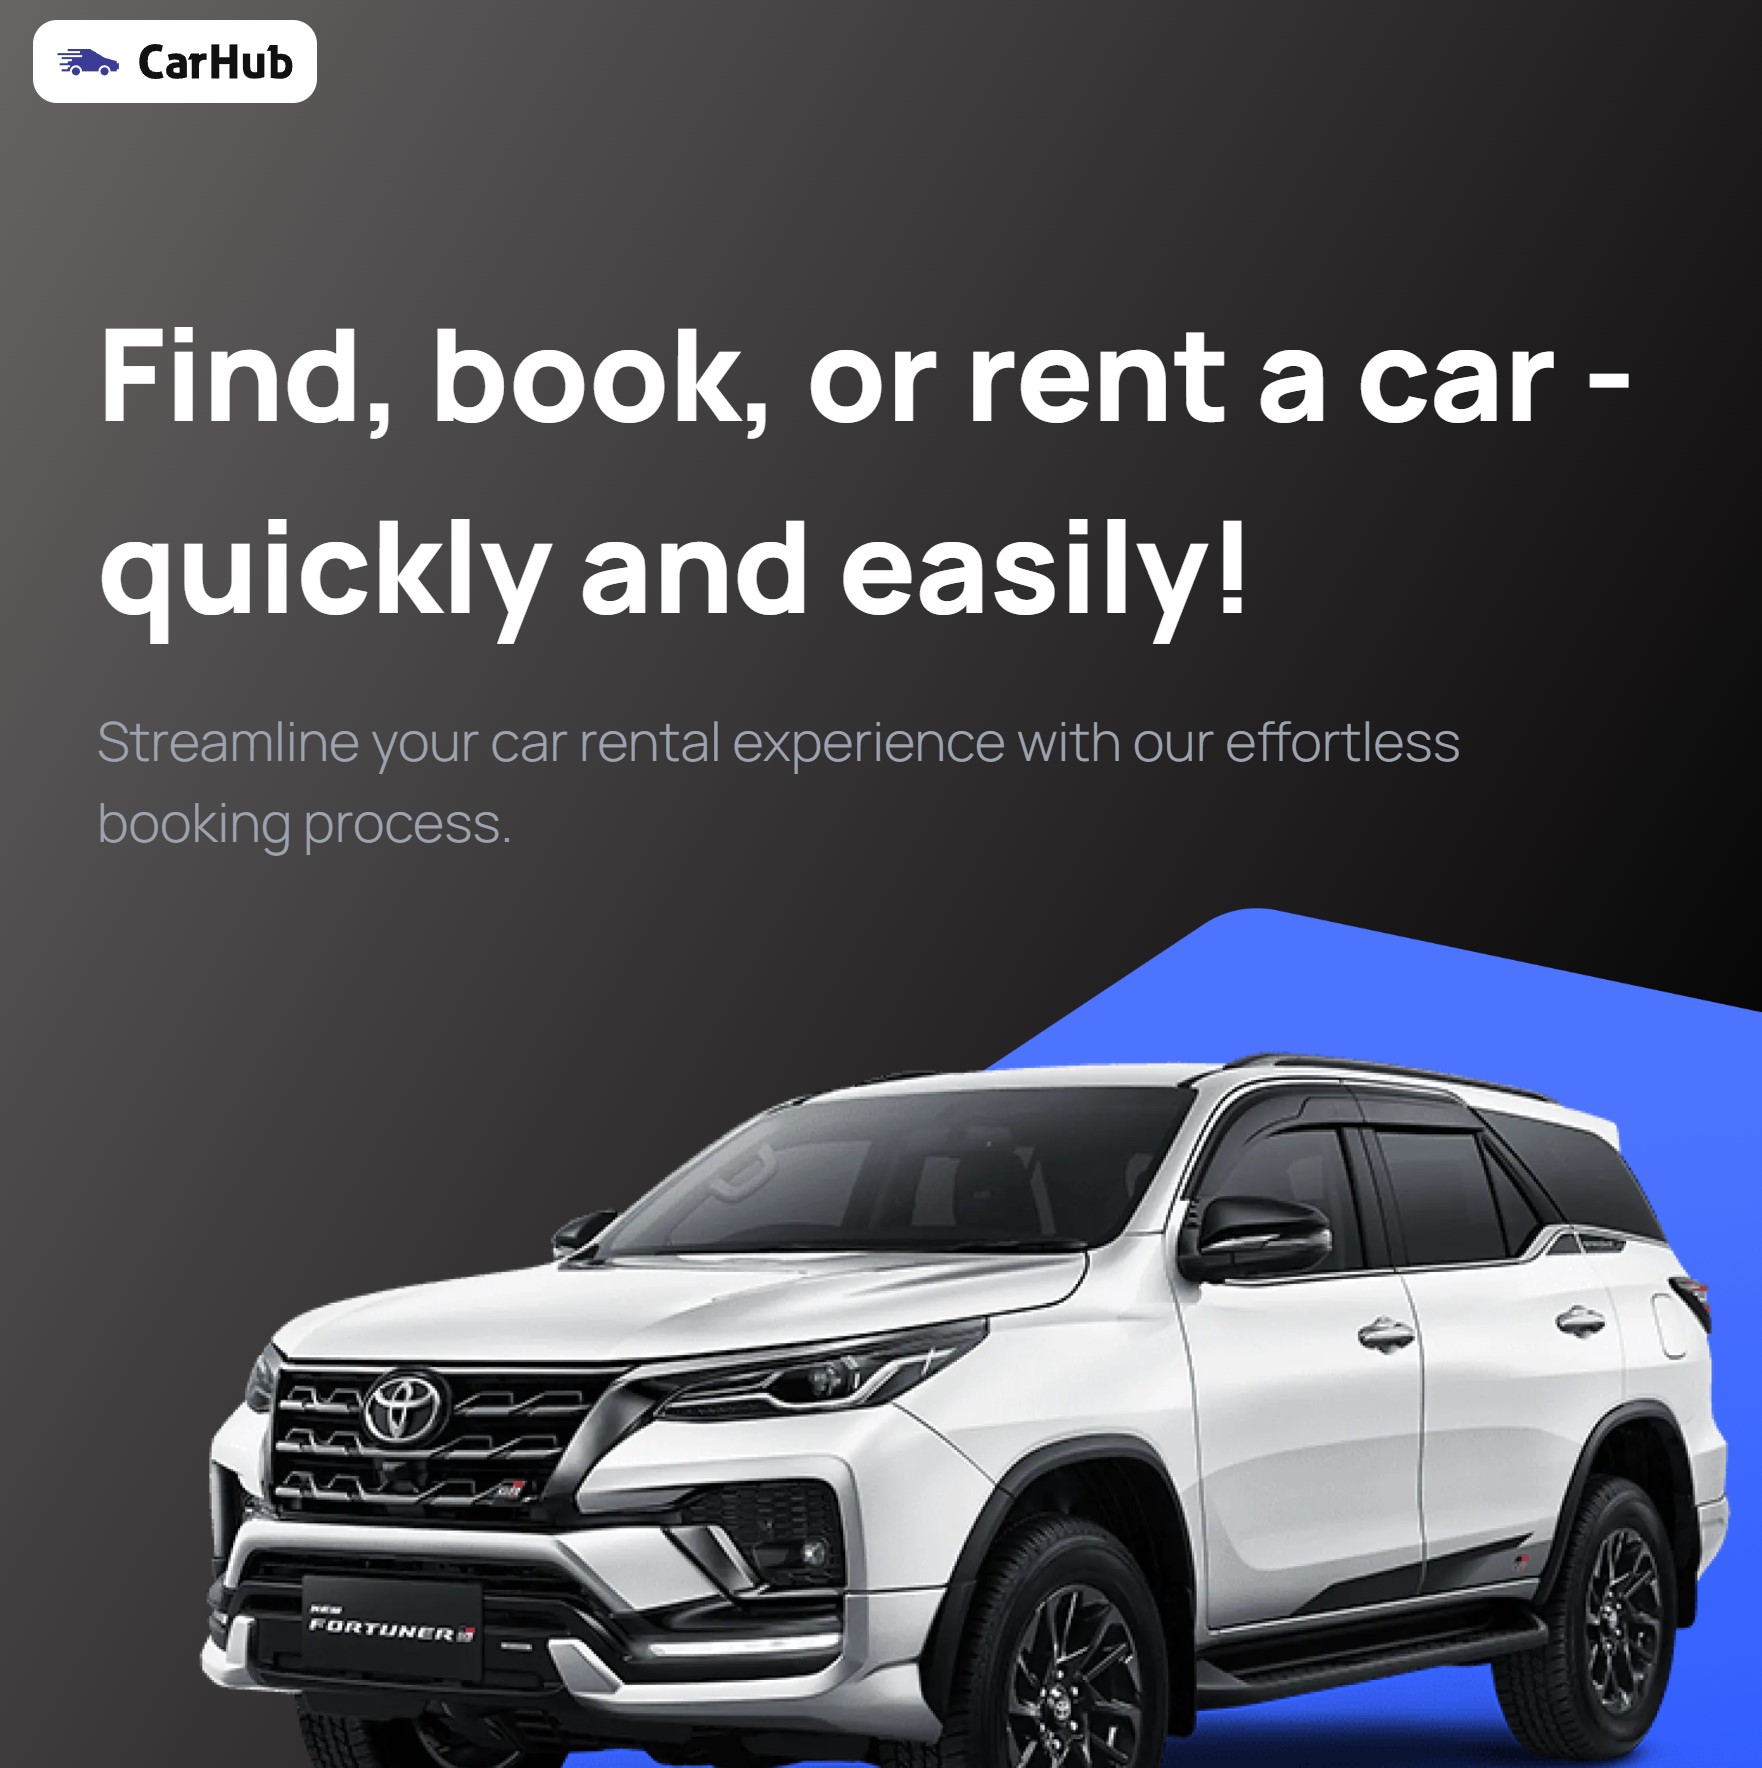 CarHub
Find, book, or rent a car -
quickly and easily!
Streamline your car rental experience with our effortless
booking process.
NEW
FORTUNER GR